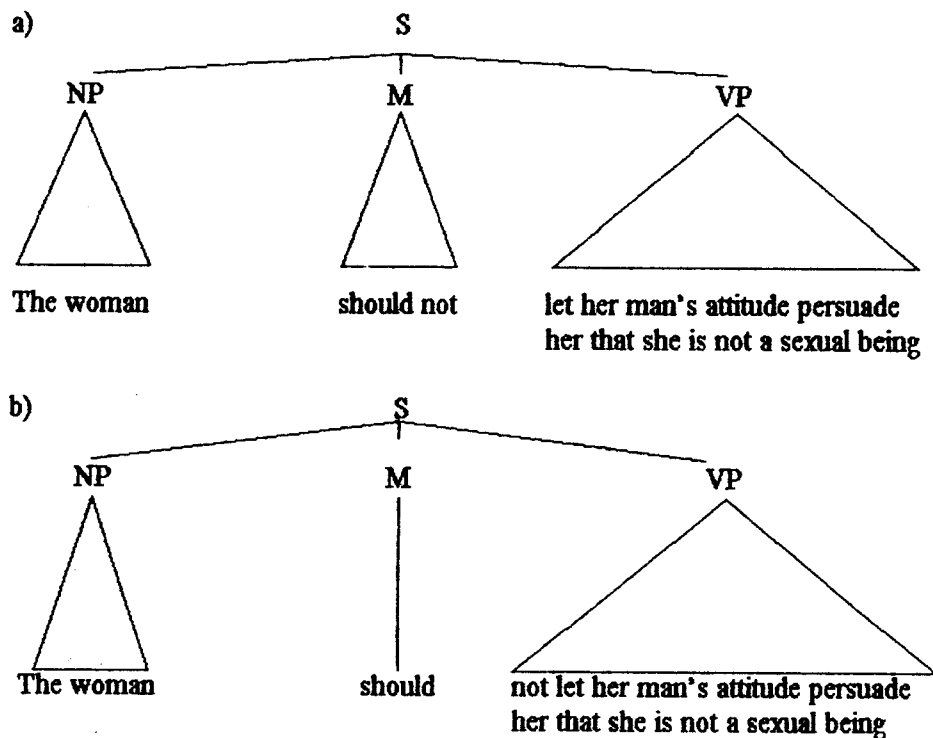 a)
S
NP M VP
The woman should not let her man's attitude persuade
her that she is not a sexual being
b)
S
NP M VP
The woman should not let her man's attitude persuade
her that she is not a sexual being